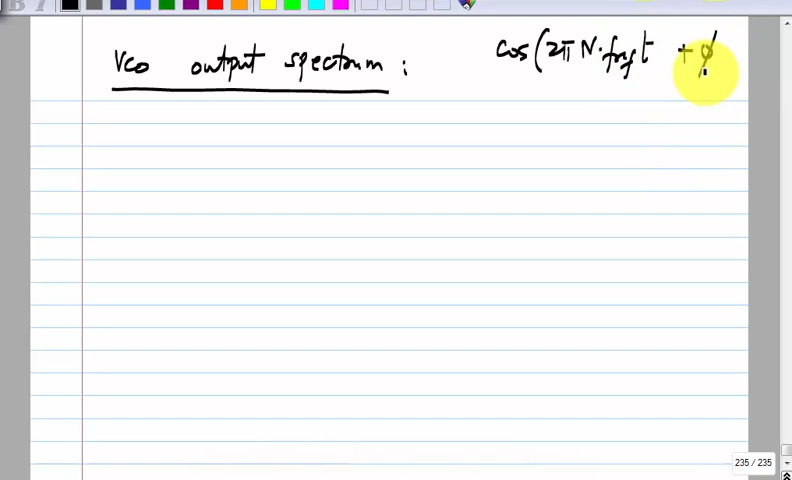 Vco output spectrum : cos(2π N·fref t + φ
235 / 235